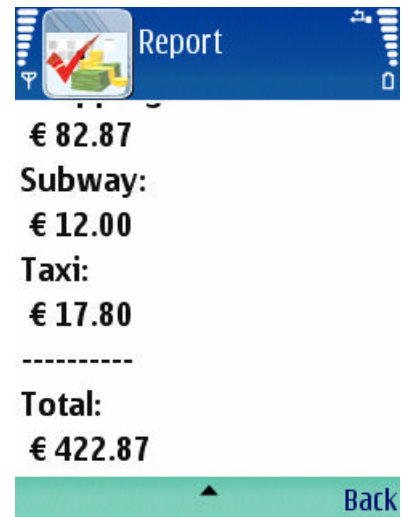 Report
€ 82.87
Subway:
€ 12.00
Taxi:
€ 17.80
----------
Total:
€ 422.87
Back